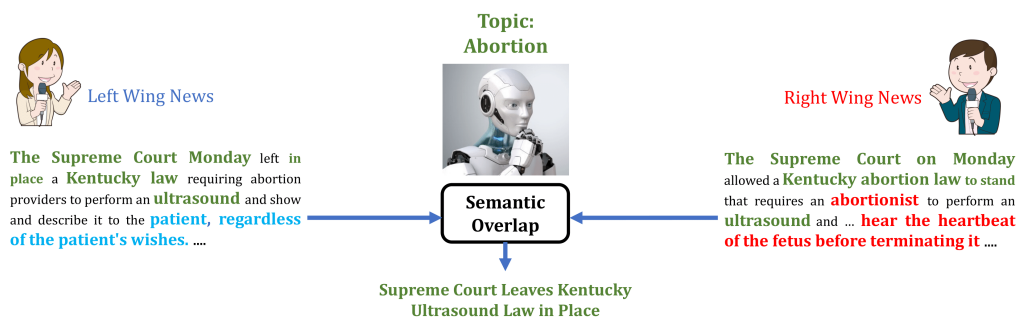 Topic:
Abortion
Left Wing News
Right Wing News
The Supreme Court Monday left in
place a Kentucky law requiring abortion
providers to perform an ultrasound and show
and describe it to the patient, regardless
of the patient's wishes. ....
Semantic
Overlap
The Supreme Court on Monday
allowed a Kentucky abortion law to stand
that requires an abortionist to perform an
ultrasound and ... hear the heartbeat
of the fetus before terminating it ....
Supreme Court Leaves Kentucky
Ultrasound Law in Place